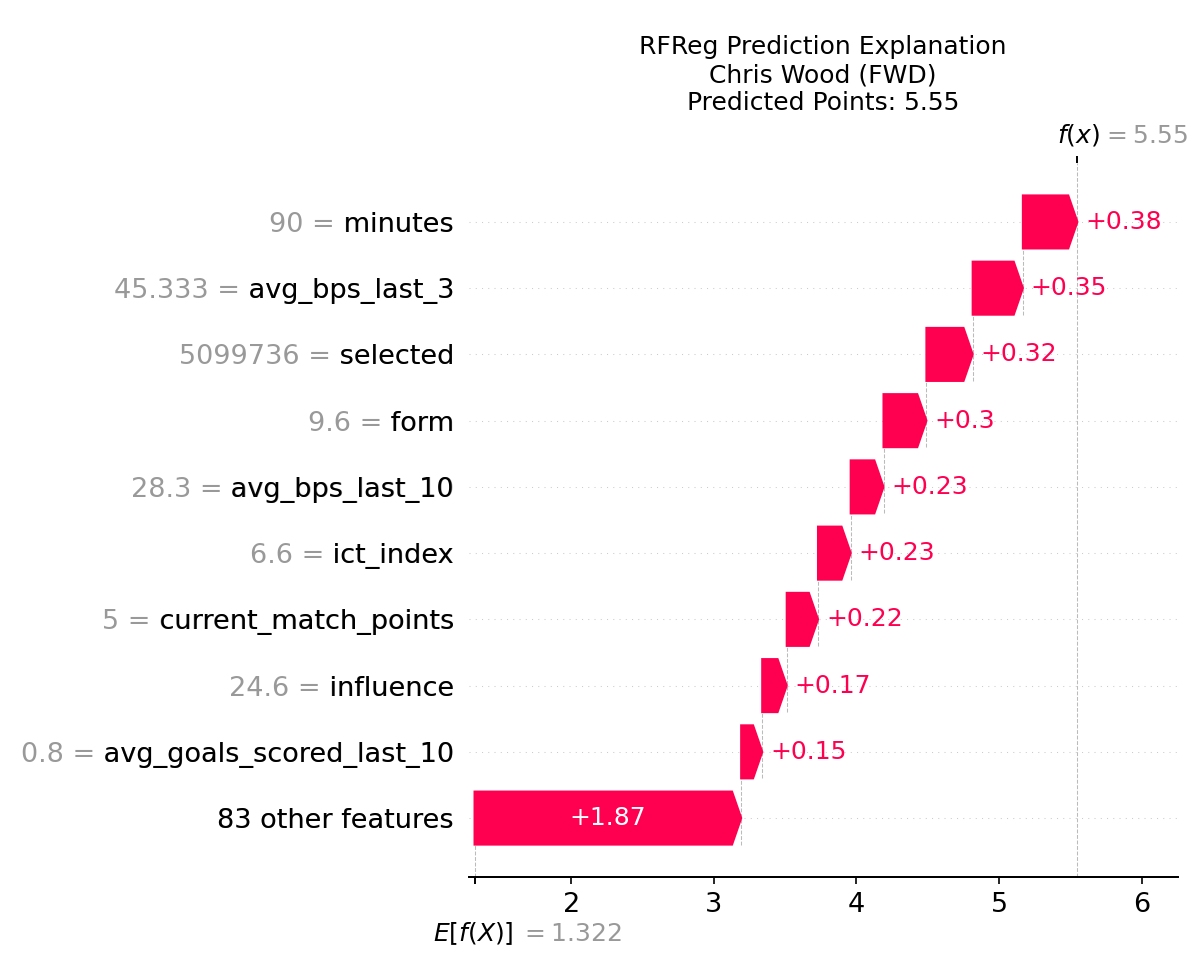 RFReg Prediction Explanation
Chris Wood (FWD)
Predicted Points: 5.55
f(x) = 5.55
90 = minutes +0.38
45.333 = avg_bps_last_3 +0.35
5099736 = selected +0.32
9.6 = form +0.3
28.3 = avg_bps_last_10 +0.23
6.6 = ict_index +0.23
5 = current_match_points +0.22
24.6 = influence +0.17
0.8 = avg_goals_scored_last_10 +0.15
83 other features +1.87
2 3 4 5 6
E[f(X)] = 1.322